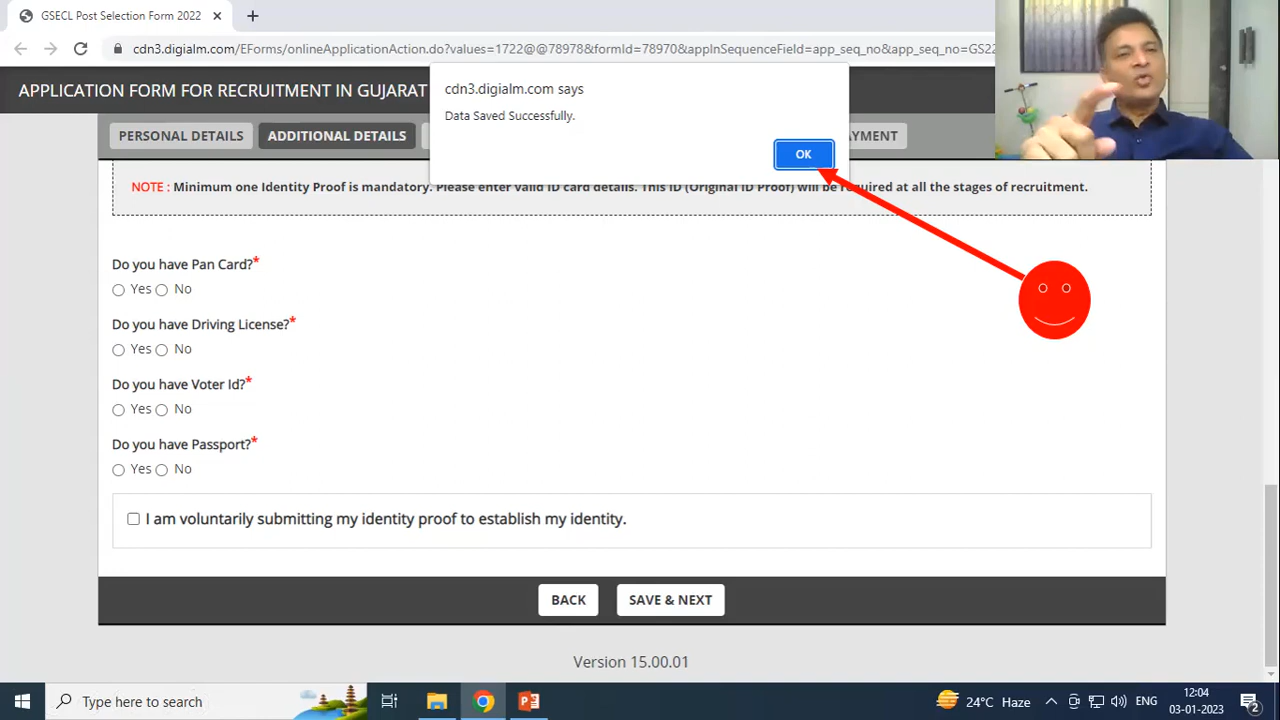 GSECL Post Selection Form 2022
cdn3.digialm.com/EForms/onlineApplicationAction.do?values=1722@@78978&formId=78970&appInSequenceField=app_seq_no&app_seq_no=GS22
APPLICATION FORM FOR RECRUITMENT IN GUJARAT
cdn3.digialm.com says
Data Saved Successfully.
OK
PERSONAL DETAILS
ADDITIONAL DETAILS
AYMENT
NOTE : Minimum one Identity Proof is mandatory. Please enter valid ID card details. This ID (Original ID Proof) will be required at all the stages of recruitment.
Do you have Pan Card?*
Yes No
Do you have Driving License?*
Yes No
Do you have Voter Id?*
Yes No
Do you have Passport?*
Yes No
I am voluntarily submitting my identity proof to establish my identity.
BACK
SAVE & NEXT
Version 15.00.01
Type here to search
24°C Haze
ENG
12:04
03-01-2023
2